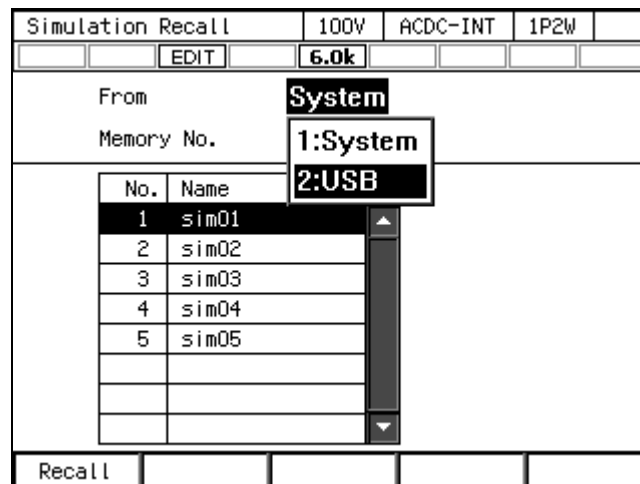 Simulation Recall 100V ACDC-INT 1P2W
EDIT 6.0k
From System
Memory No. 1:System
2:USB
No. Name
1 sim01
2 sim02
3 sim03
4 sim04
5 sim05
Recall